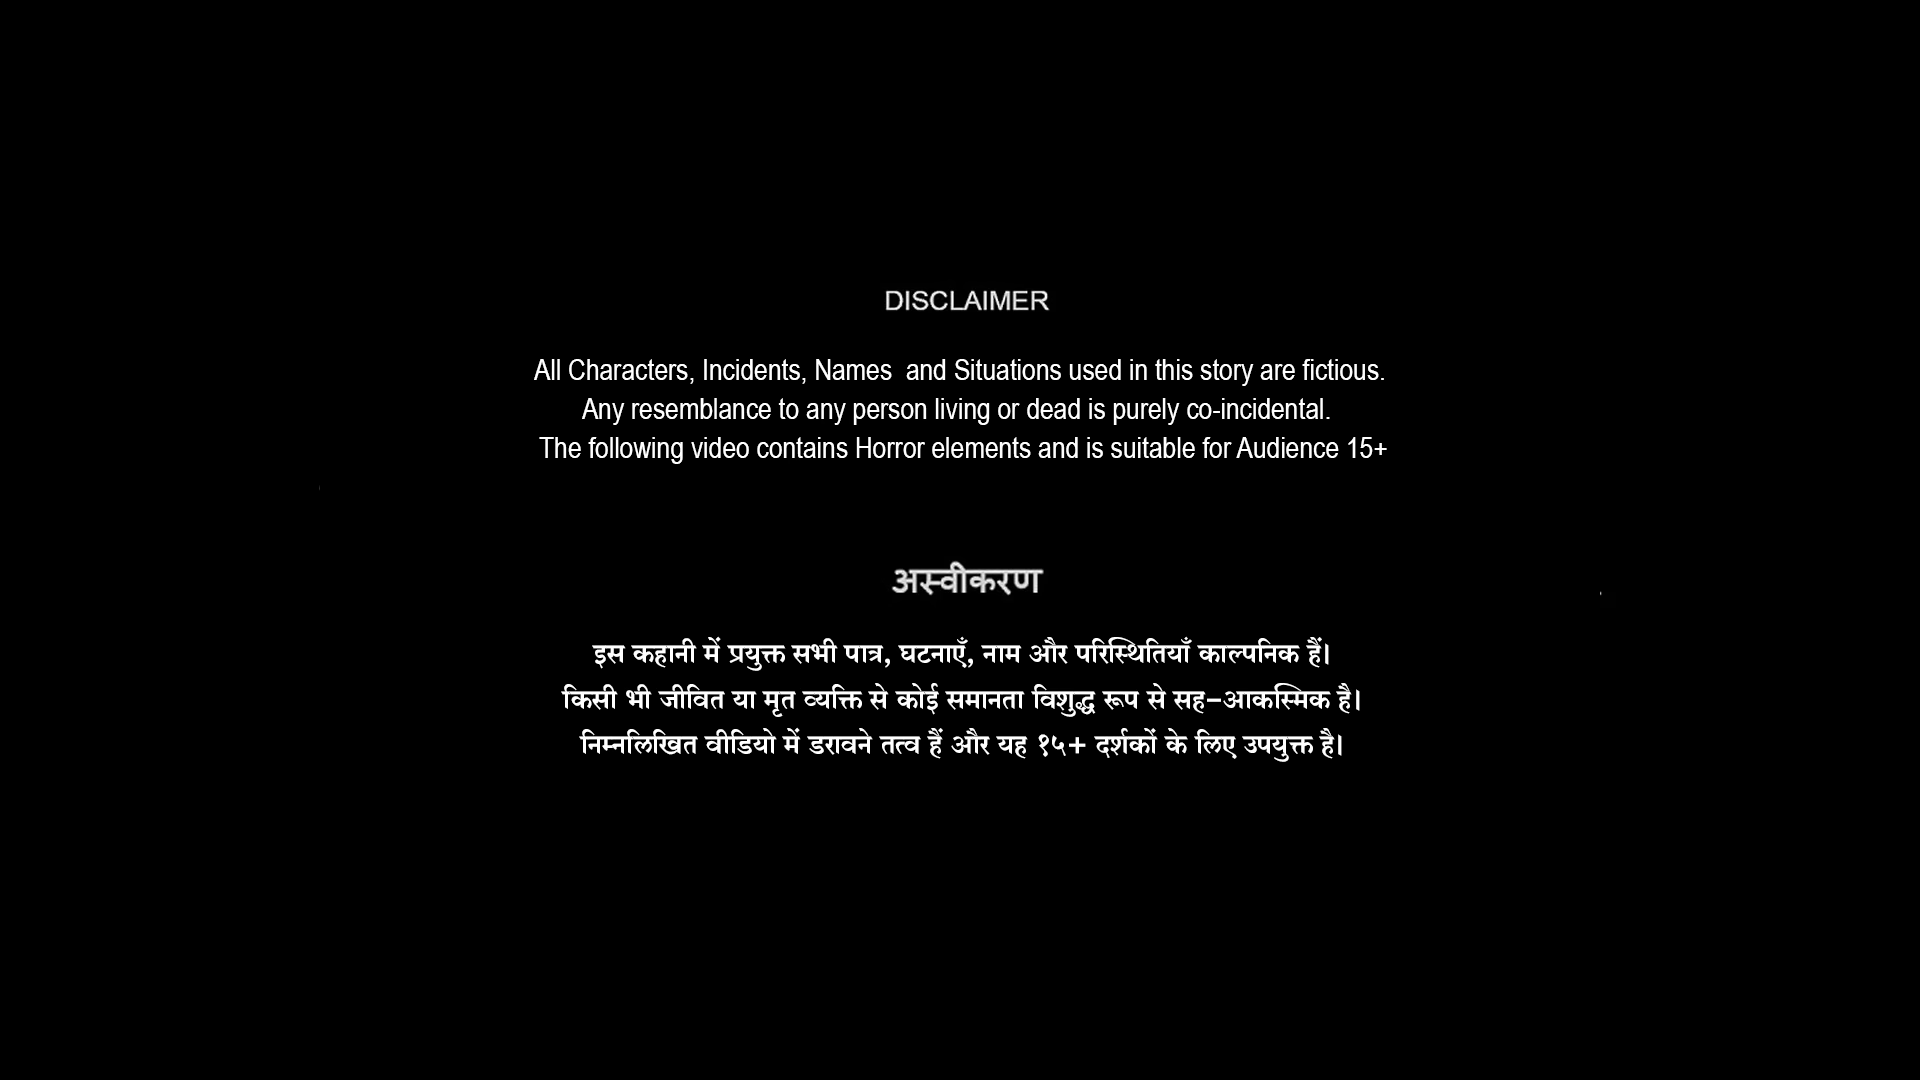 DISCLAIMER
All Characters, Incidents, Names and Situations used in this story are fictious.
Any resemblance to any person living or dead is purely co-incidental.
The following video contains Horror elements and is suitable for Audience 15+
अस्वीकरण
इस कहानी में प्रयुक्त सभी पात्र, घटनाएँ, नाम और परिस्थितियाँ काल्पनिक हैं।
किसी भी जीवित या मृत व्यक्ति से कोई समानता विशुद्ध रूप से सह-आकस्मिक है।
निम्नलिखित वीडियो में डरावने तत्व हैं और यह १५+ दर्शकों के लिए उपयुक्त है।